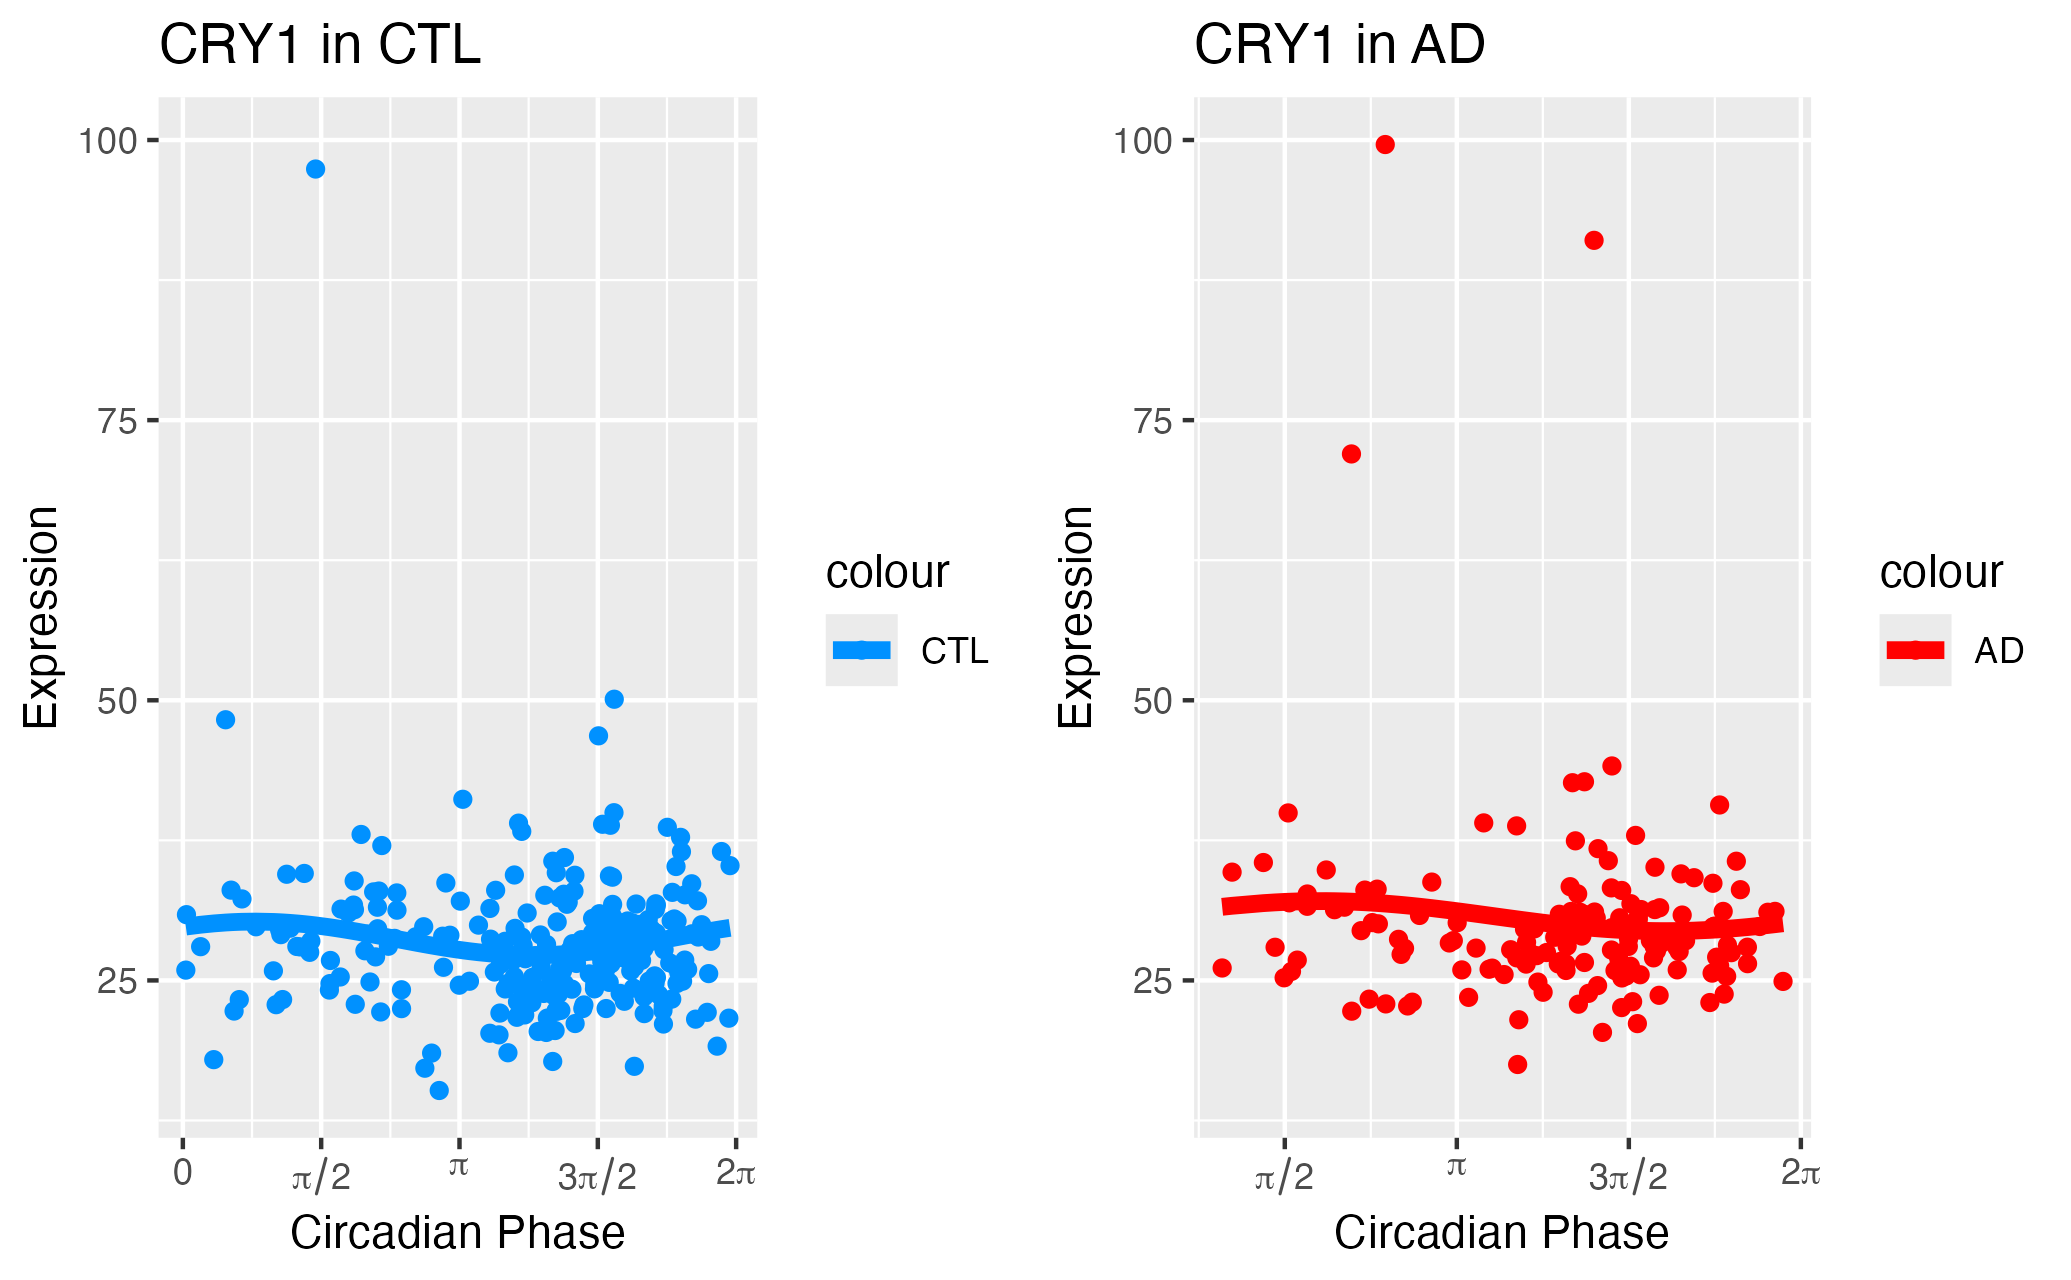 CRY1 in CTL
100
75
50
25
Expression
0 π/2 π 3π/2 2π
Circadian Phase
colour
CTL
CRY1 in AD
100
75
50
25
Expression
π/2 π 3π/2 2π
Circadian Phase
colour
AD